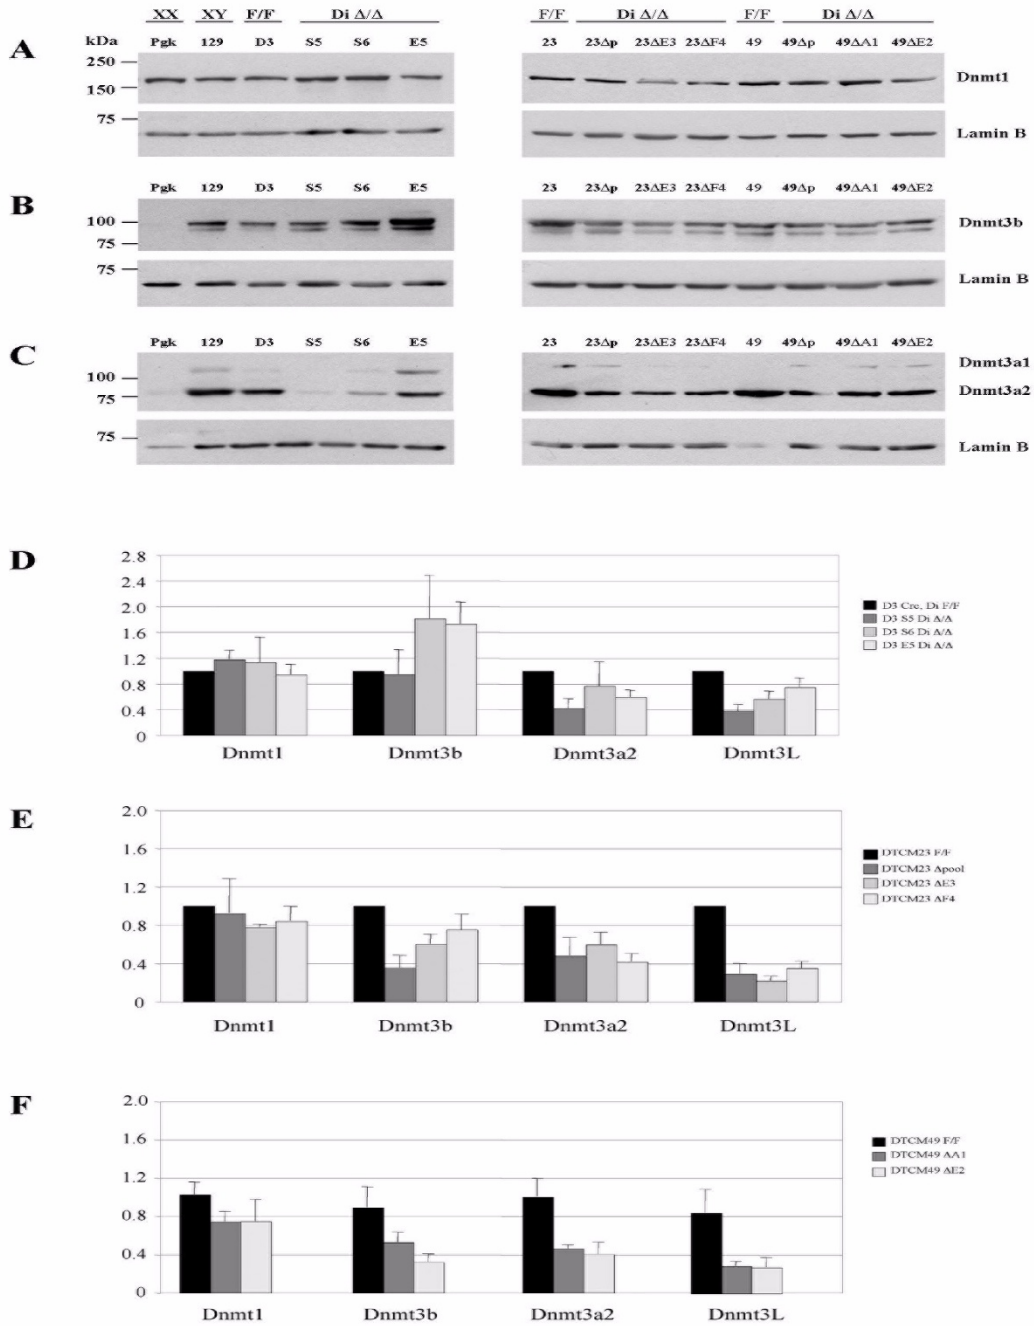 XX XY F/F Di Δ/Δ F/F Di Δ/Δ F/F Di Δ/Δ
A kDa Pgk 129 D3 S5 S6 E5 23 23Δp 23ΔE3 23ΔF4 49 49Δp 49ΔA1 49ΔE2
250
150
Dnmt1
75
Lamin B
B Pgk 129 D3 S5 S6 E5 23 23Δp 23ΔE3 23ΔF4 49 49Δp 49ΔA1 49ΔE2
100
Dnmt3b
75
75
Lamin B
C Pgk 129 D3 S5 S6 E5 23 23Δp 23ΔE3 23ΔF4 49 49Δp 49ΔA1 49ΔE2
Dnmt3a1
100
Dnmt3a2
75
75
Lamin B
D
2.8
2.4
2.0
1.6
1.2
0.8
0.4
0
D3 Cre, Di F/F
D3 S5 Di Δ/Δ
D3 S6 Di Δ/Δ
D3 E5 Di Δ/Δ
Dnmt1 Dnmt3b Dnmt3a2 Dnmt3L
E
2.0
1.6
1.2
0.8
0.4
0
DTCM23 F/F
DTCM23 Δpool
DTCM23 ΔE3
DTCM23 ΔF4
Dnmt1 Dnmt3b Dnmt3a2 Dnmt3L
F
2.0
1.6
1.2
0.8
0.4
0
DTCM49 F/F
DTCM49 ΔA1
DTCM49 ΔE2
Dnmt1 Dnmt3b Dnmt3a2 Dnmt3L